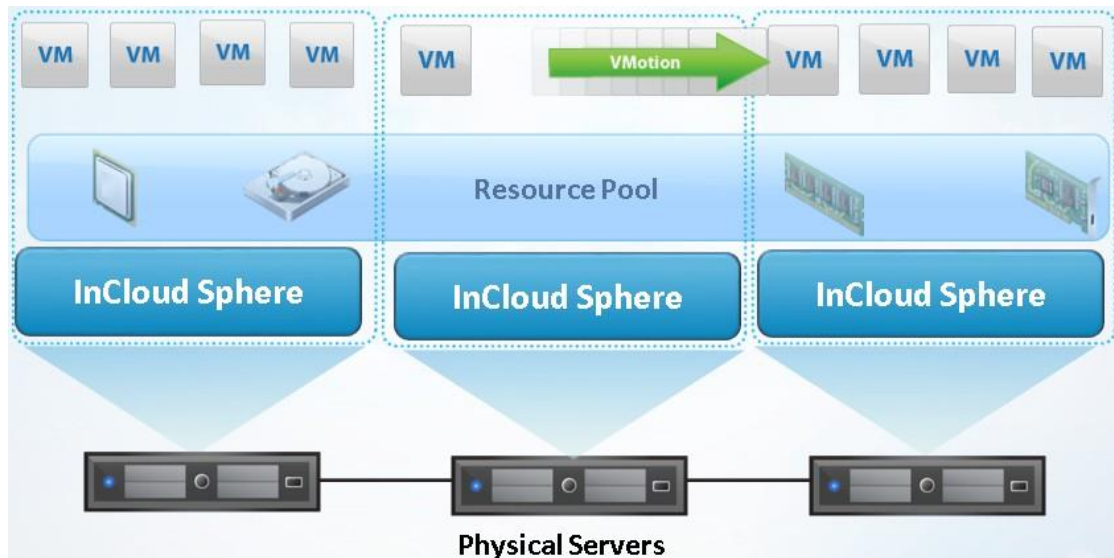 VM VM VM VM VM VMotion VM VM VM VM
Resource Pool
InCloud Sphere InCloud Sphere InCloud Sphere
Physical Servers